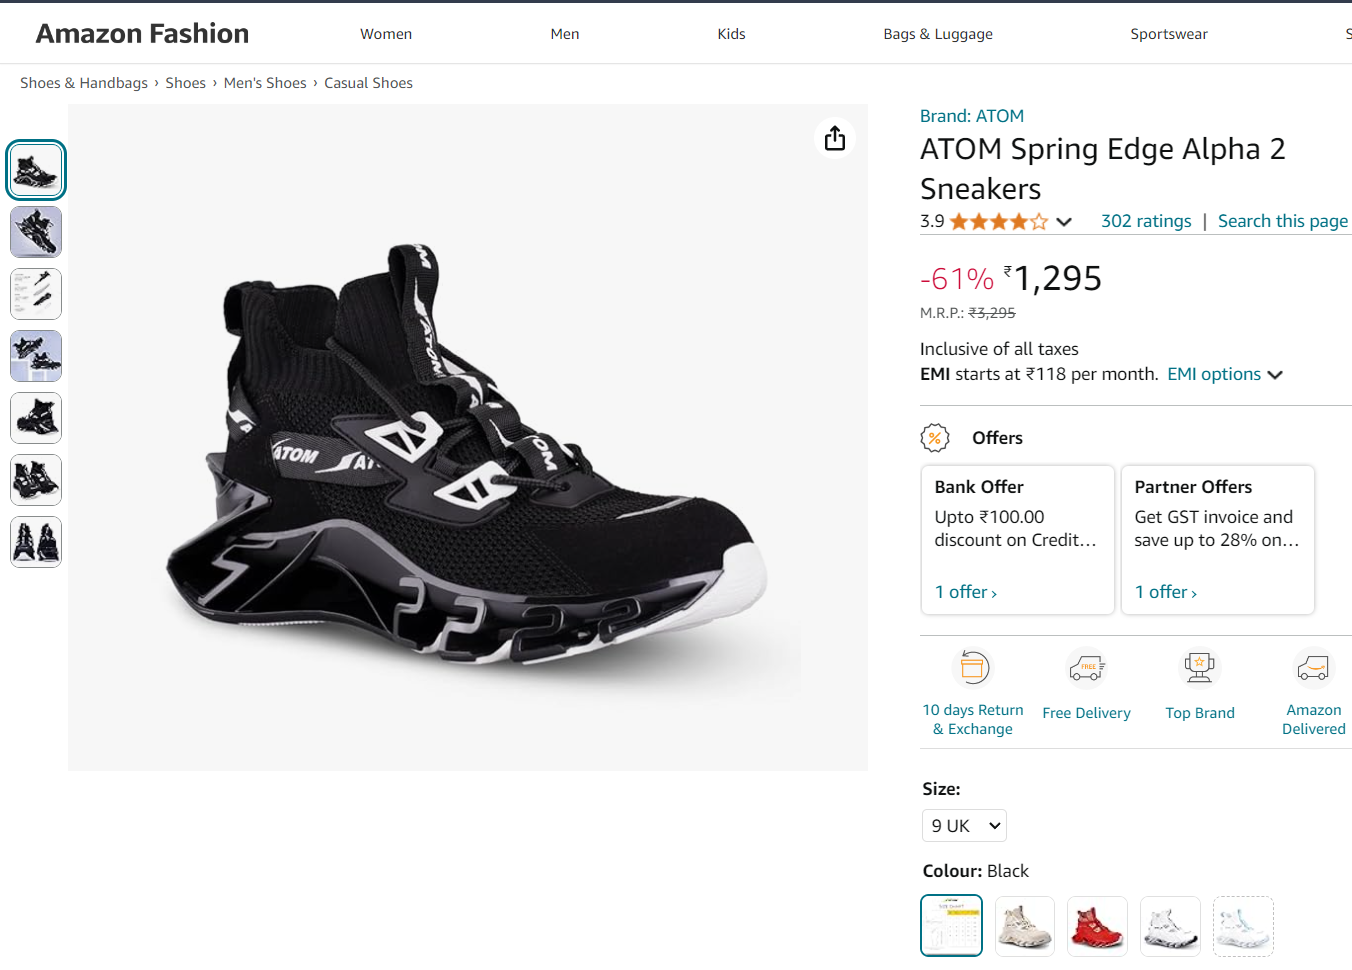 Amazon Fashion
Women
Men
Kids
Bags & Luggage
Sportswear
S
Shoes & Handbags › Shoes › Men's Shoes › Casual Shoes
Brand: ATOM
ATOM Spring Edge Alpha 2
Sneakers
3.9
302 ratings | Search this page
-61% ₹1,295
M.R.P.: ₹3,295
Inclusive of all taxes
EMI starts at ₹118 per month. EMI options
% Offers
Bank Offer
Upto ₹100.00
discount on Credit…
1 offer ›
Partner Offers
Get GST invoice and
save up to 28% on…
1 offer ›
FREE
10 days Return
& Exchange
Free Delivery
Top Brand
Amazon
Delivered
Size:
9 UK
Colour: Black
ATOM
ATOM